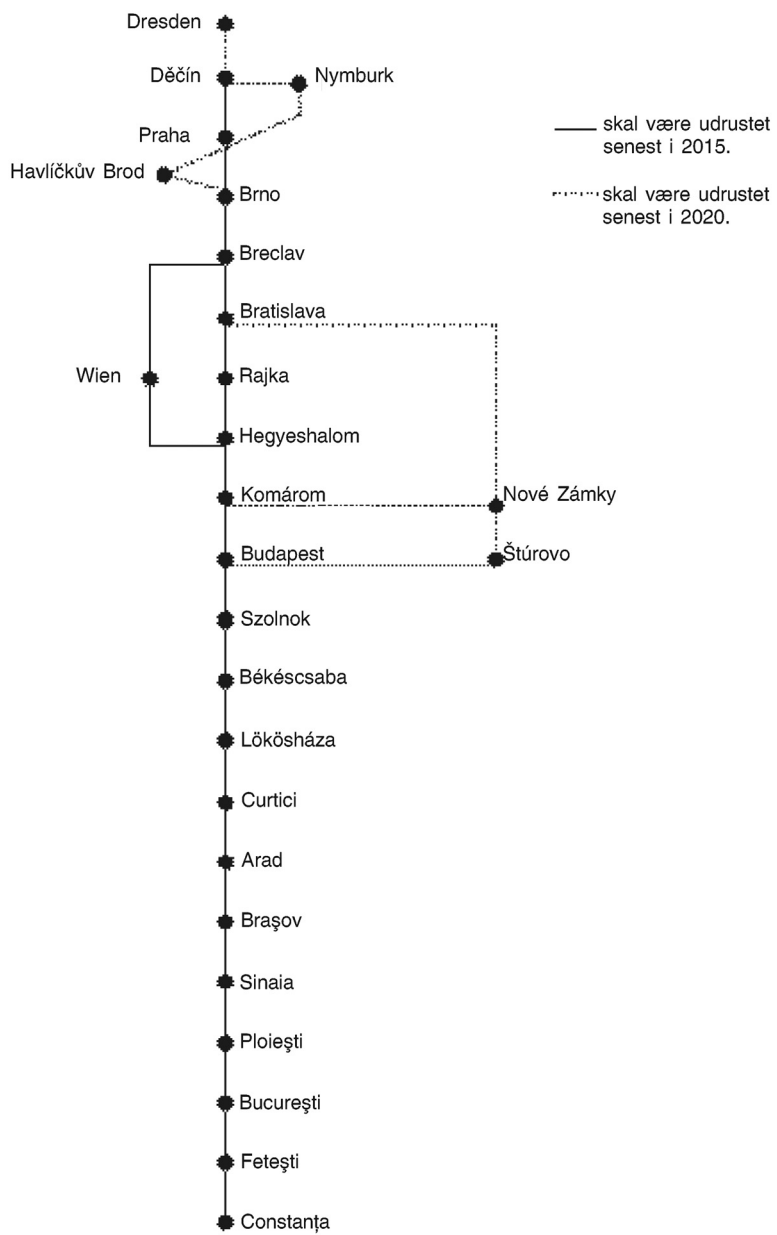 Dresden
Děčín
Nymburk
Praha
skal være udrustet
senest i 2015.
Havlíčkův Brod
Brno
skal være udrustet
senest i 2020.
Breclav
Bratislava
Wien
Rajka
Hegyeshalom
Komárom
Nové Zámky
Budapest
Štúrovo
Szolnok
Békéscsaba
Lökösháza
Curtici
Arad
Braşov
Sinaia
Ploieşti
Bucureşti
Feteşti
Constanţa